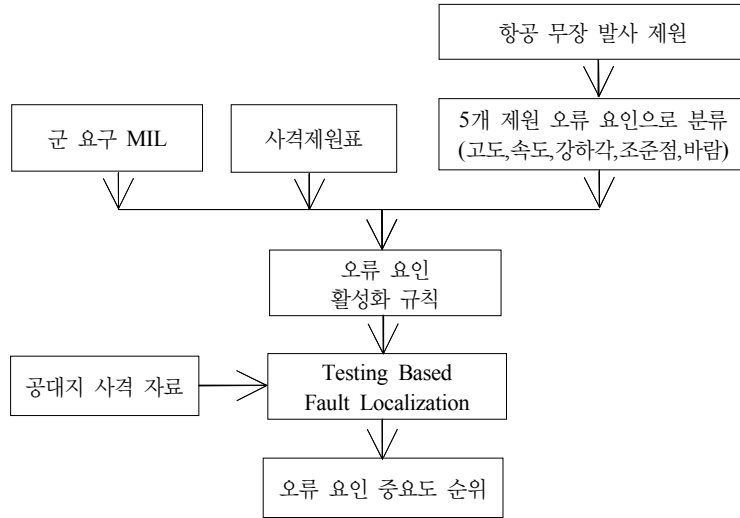 항공 무장 발사 제원
군 요구 MIL
사격제원표
5개 제원 오류 요인으로 분류
(고도,속도,강하각,조준점,바람)
오류 요인
활성화 규칙
공대지 사격 자료
Testing Based
Fault Localization
오류 요인 중요도 순위